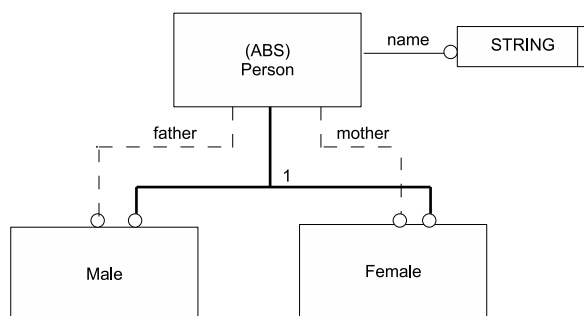 (ABS)
Person
name
STRING
father
mother
1
Male
Female